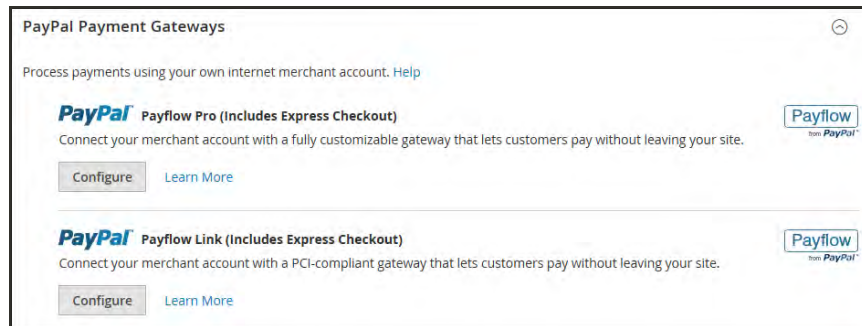 PayPal Payment Gateways
Process payments using your own internet merchant account. Help
PayPal Payflow Pro (Includes Express Checkout)
Payflow
from PayPal™
Connect your merchant account with a fully customizable gateway that lets customers pay without leaving your site.
Configure Learn More
PayPal Payflow Link (Includes Express Checkout)
Payflow
from PayPal™
Connect your merchant account with a PCI-compliant gateway that lets customers pay without leaving your site.
Configure Learn More